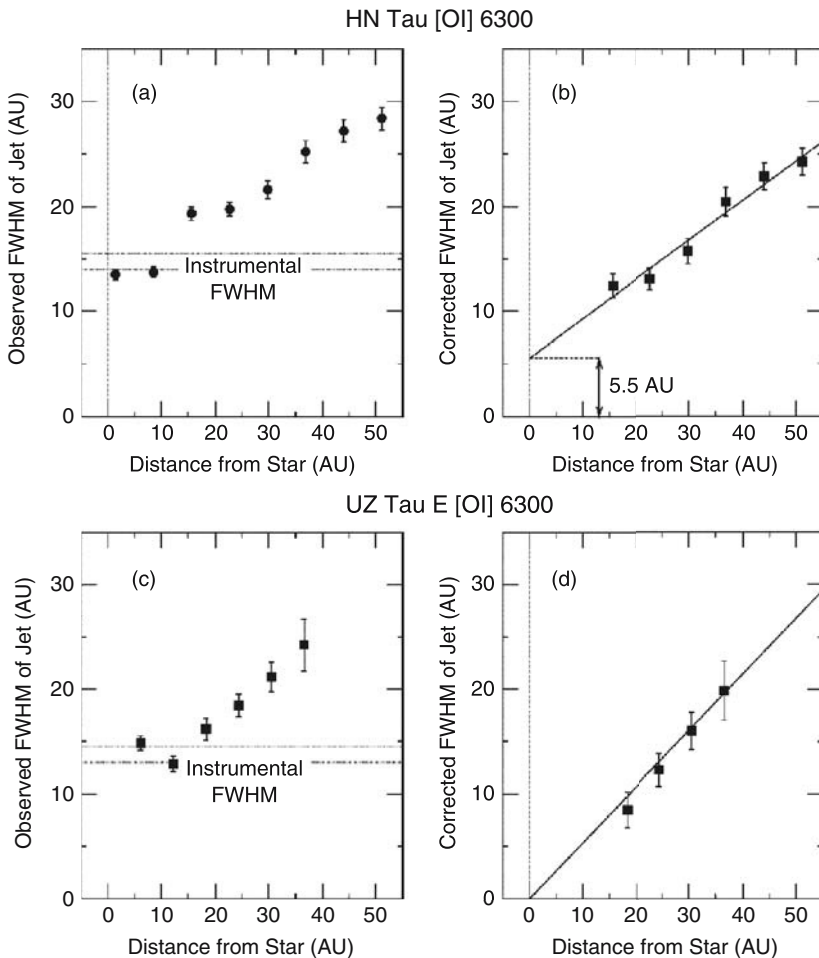 HN Tau [OI] 6300
(a)
Observed FWHM of Jet (AU)
30
20
10
0
Instrumental
FWHM
0 10 20 30 40 50
Distance from Star (AU)
(b)
Corrected FWHM of Jet (AU)
30
20
10
0
5.5 AU
0 10 20 30 40 50
Distance from Star (AU)
UZ Tau E [OI] 6300
(c)
Observed FWHM of Jet (AU)
30
20
10
0
Instrumental
FWHM
0 10 20 30 40 50
Distance from Star (AU)
(d)
Corrected FWHM of Jet (AU)
30
20
10
0
0 10 20 30 40 50
Distance from Star (AU)